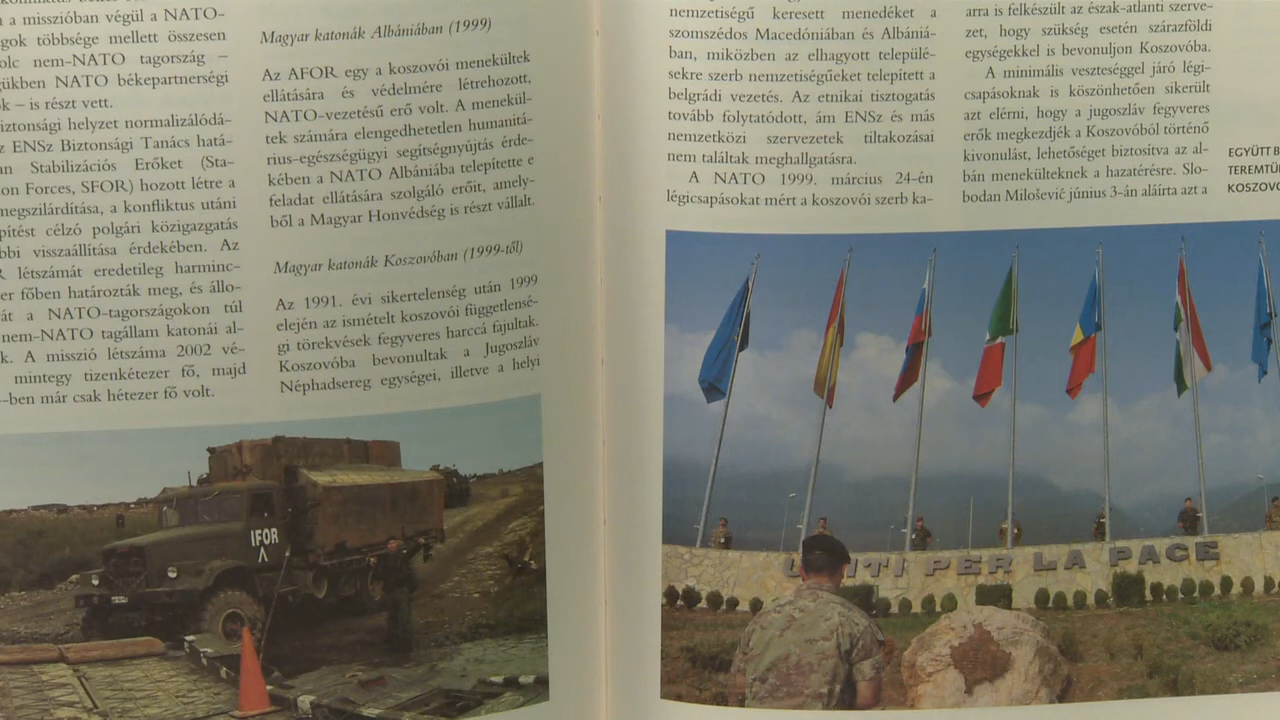 a misszióban végül a NATO-
gok többsége mellett összesen
olc nem-NATO tagország –
gükben NATO békepartnerségi
ok – is részt vett.
iztonsági helyzet normalizálódá-
z ENSz Biztonsági Tanács hatá-
an Stabilizációs Erőket (Sta-
on Forces, SFOR) hozott létre a
megszilárdítása, a konfliktus utáni
pítést célzó polgári közigazgatás
bbi visszaállítása érdekében. Az
R létszámát eredetileg harminc-
er főben határozták meg, és állo-
át a NATO-tagországokon túl
nem-NATO tagállam katonái al-
k. A misszió létszáma 2002 vé-
mintegy tizenkétezer fő, majd
-ben már csak hétezer fő volt.
Magyar katonák Albániában (1999)
Az AFOR egy a koszovói menekültek
ellátására és védelmére létrehozott,
NATO-vezetésű erő volt. A menekül-
tek számára elengedhetetlen humanitá-
rius-egészségügyi segítségnyújtás érde-
kében a NATO Albániába telepítette e
feladat ellátására szolgáló erőit, amely-
ből a Magyar Honvédség is részt vállalt.
Magyar katonák Koszovóban (1999-től)
Az 1991. évi sikertelenség után 1999
elején az ismételt koszovói függetlensé-
gi törekvések fegyveres harccá fajultak.
Koszovóba bevonultak a Jugoszláv
Néphadsereg egységei, illetve a helyi
IFOR
nemzetiségű keresett menedéket a
szomszédos Macedóniában és Albániá-
ban, miközben az elhagyott települé-
sekre szerb nemzetiségűeket telepített a
belgrádi vezetés. Az etnikai tisztogatás
tovább folytatódott, ám ENSz és más
nemzetközi szervezetek tiltakozásai
nem találtak meghallgatásra.
A NATO 1999. március 24-én
légicsapásokat mért a koszovói szerb ka-
arra is felkészült az észak-atlanti szerve-
zet, hogy szükség esetén szárazföldi
egységekkel is bevonuljon Koszovóba.
A minimális veszteséggel járó légi-
csapásoknak is köszönhetően sikerült
azt elérni, hogy a jugoszláv fegyveres
erők megkezdjék a Koszovóból történő
kivonulást, lehetőséget biztosítva az al-
bán menekülteknek a hazatérésre. Slo-
bodan Milošević június 3-án aláírta azt a
EGYÜTT B
TEREMTÜ
KOSZOVÓ
UNITI PER LA PACE